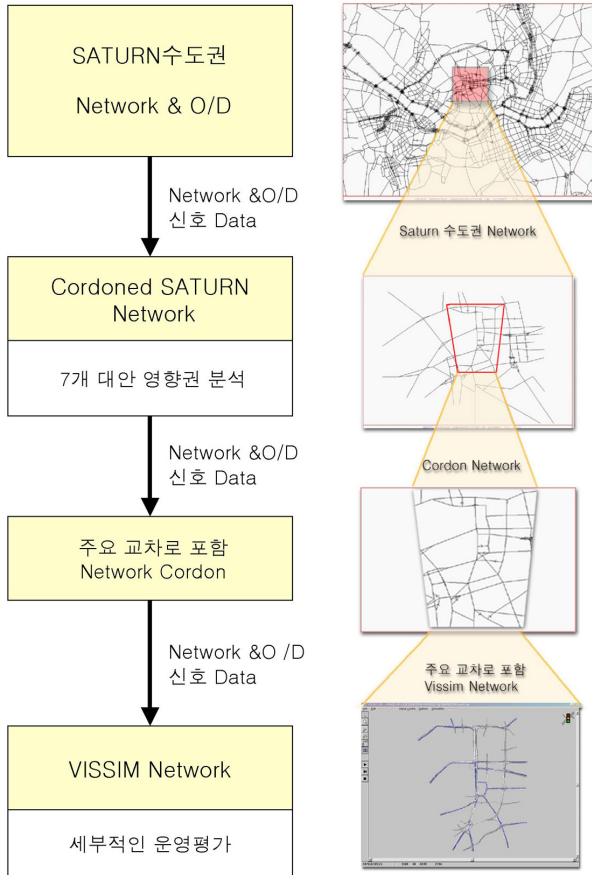 SATURN수도권
Network & O/D
Network &O/D
신호 Data
Cordoned SATURN
Network
7개 대안 영향권 분석
Network &O/D
신호 Data
주요 교차로 포함
Network Cordon
Network &O /D
신호 Data
VISSIM Network
세부적인 운영평가
Saturn 수도권 Network
Cordon Network
주요 교차로 포함
Vissim Network